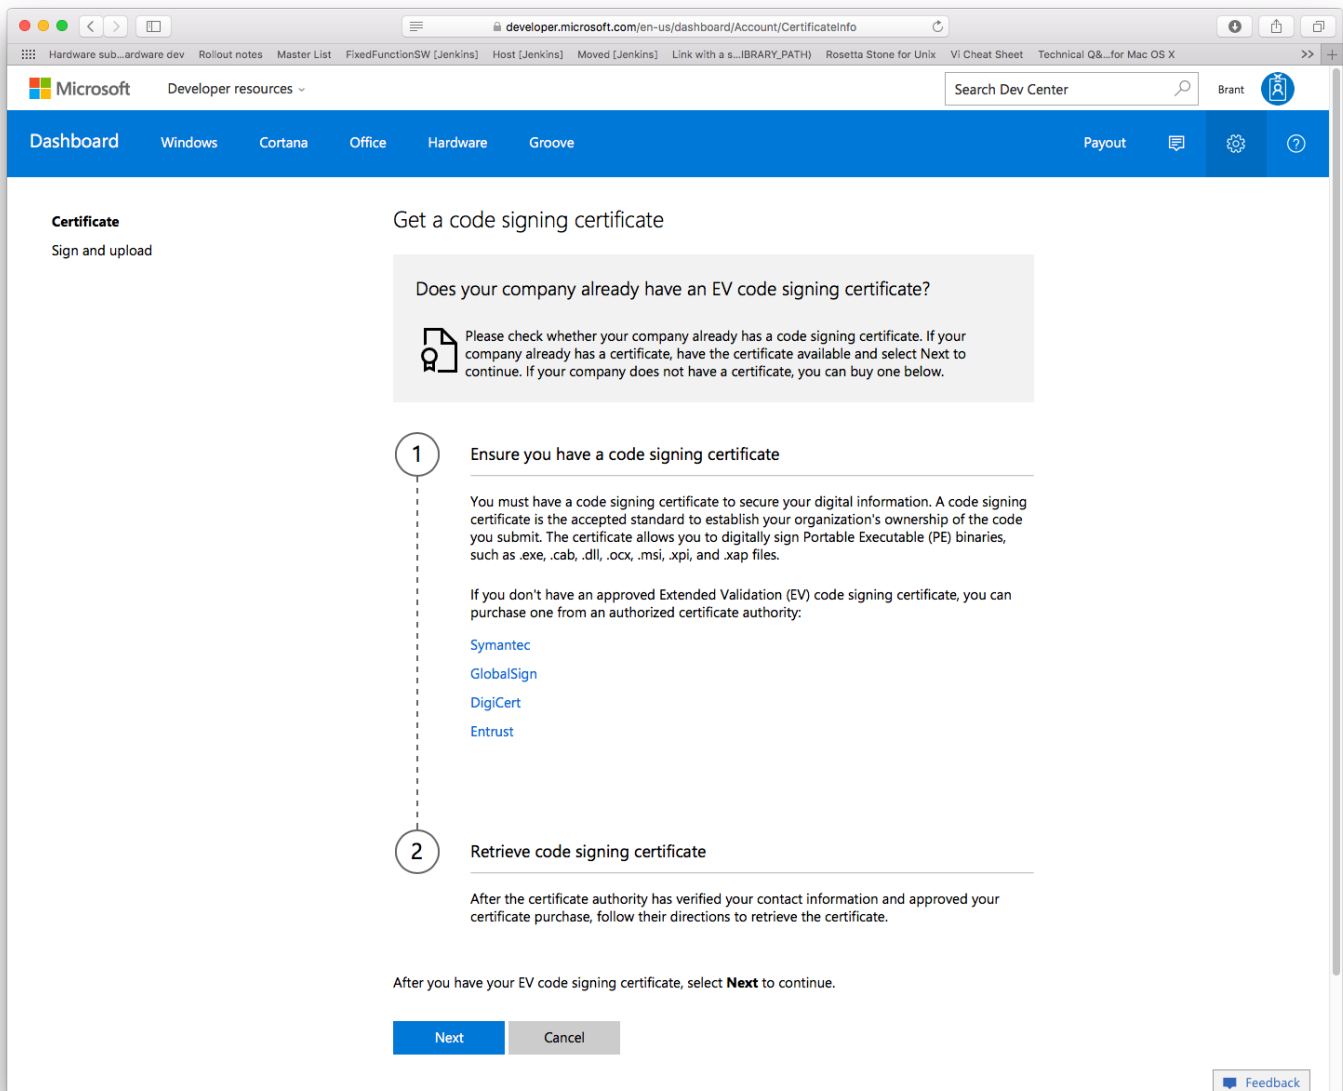 developer.microsoft.com/en-us/dashboard/Account/CertificateInfo
Hardware sub...ardware dev Rollout notes Master List FixedFunctionSW [Jenkins] Host [Jenkins] Moved [Jenkins] Link with a s...IBRARY_PATH) Rosetta Stone for Unix Vi Cheat Sheet Technical Q&...for Mac OS X >> +
Microsoft Developer resources Search Dev Center Brant
Dashboard Windows Cortana Office Hardware Groove Payout
Certificate
Sign and upload
Get a code signing certificate
Does your company already have an EV code signing certificate?
Please check whether your company already has a code signing certificate. If your
company already has a certificate, have the certificate available and select Next to
continue. If your company does not have a certificate, you can buy one below.
1 Ensure you have a code signing certificate
You must have a code signing certificate to secure your digital information. A code signing
certificate is the accepted standard to establish your organization's ownership of the code
you submit. The certificate allows you to digitally sign Portable Executable (PE) binaries,
such as .exe, .cab, .dll, .ocx, .msi, .xpi, and .xap files.
If you don't have an approved Extended Validation (EV) code signing certificate, you can
purchase one from an authorized certificate authority:
Symantec
GlobalSign
DigiCert
Entrust
2 Retrieve code signing certificate
After the certificate authority has verified your contact information and approved your
certificate purchase, follow their directions to retrieve the certificate.
After you have your EV code signing certificate, select Next to continue.
Next Cancel
Feedback